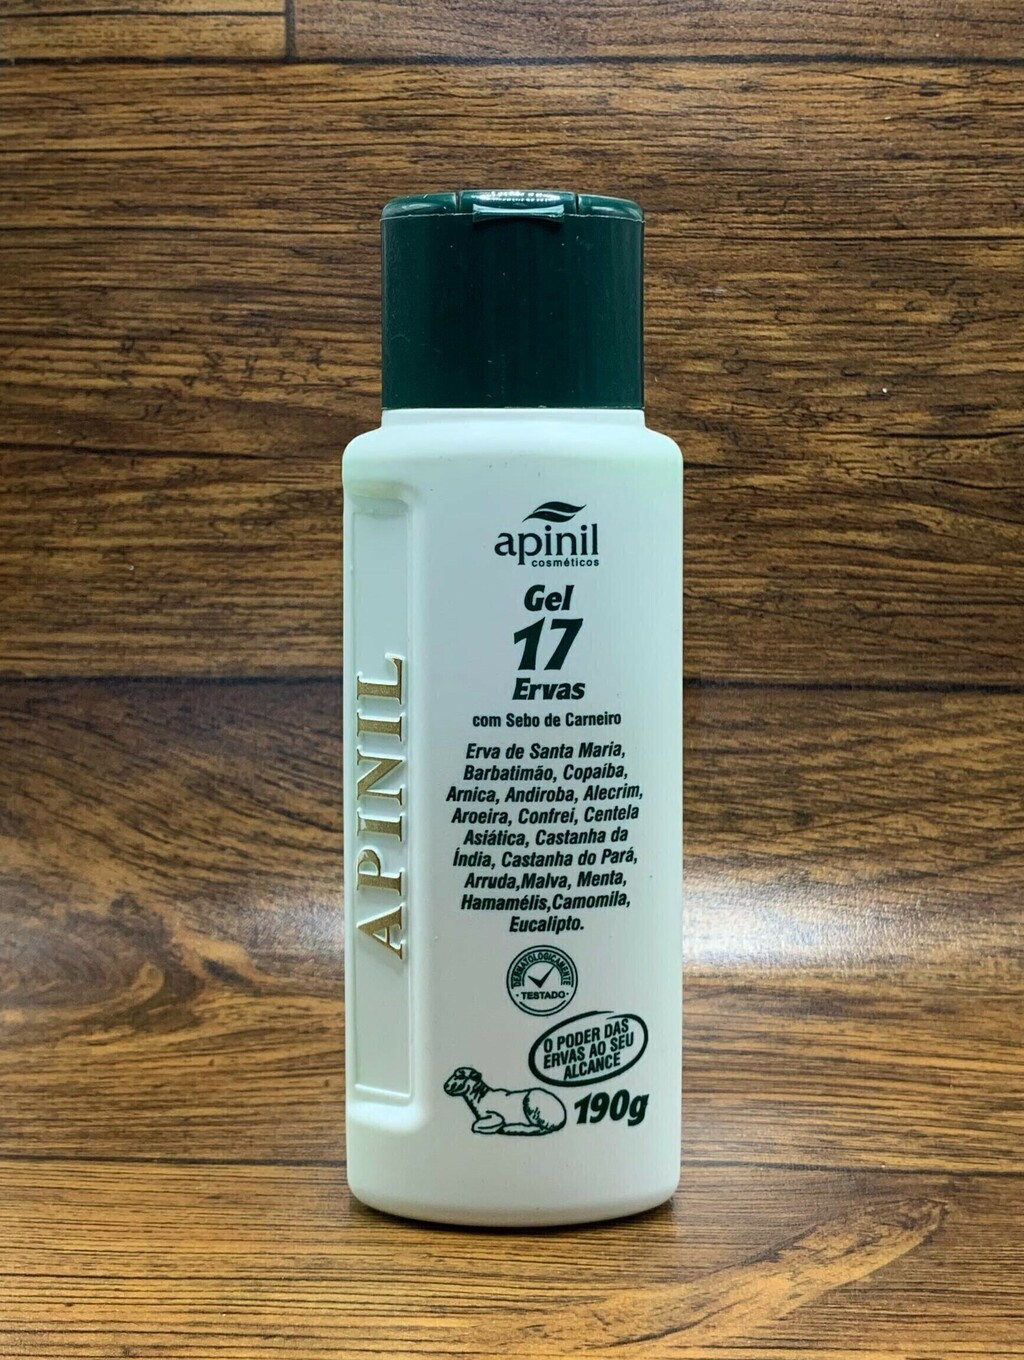 apinil
cosméticos
Gel
17
Ervas
com Sebo de Carneiro
Erva de Santa Maria,
Barbatimão, Copaíba,
Arnica, Andiroba, Alecrim,
Aroeira, Confrei, Centela
Asiática, Castanha da
Índia, Castanha do Pará,
Arruda,Malva, Menta,
Hamamélis,Camomila,
Eucalipto.
DERMATOLOGICAMENTE
TESTADO
O PODER DAS
ERVAS AO SEU
ALCANCE
190g
APINIL